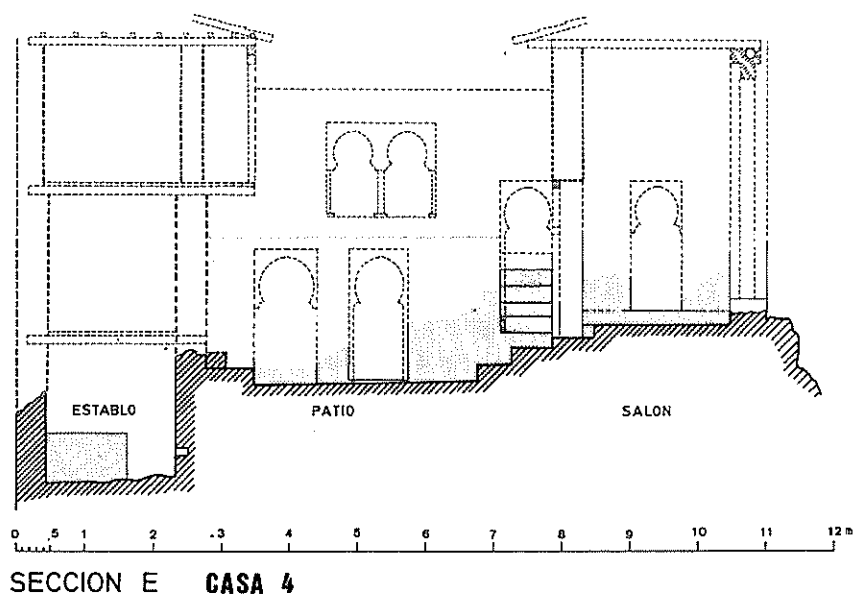 ESTABLO PATIO SALON
0 .5 1 2 .3 4 5 6 7 8 9 10 11 12 m
SECCION E CASA 4